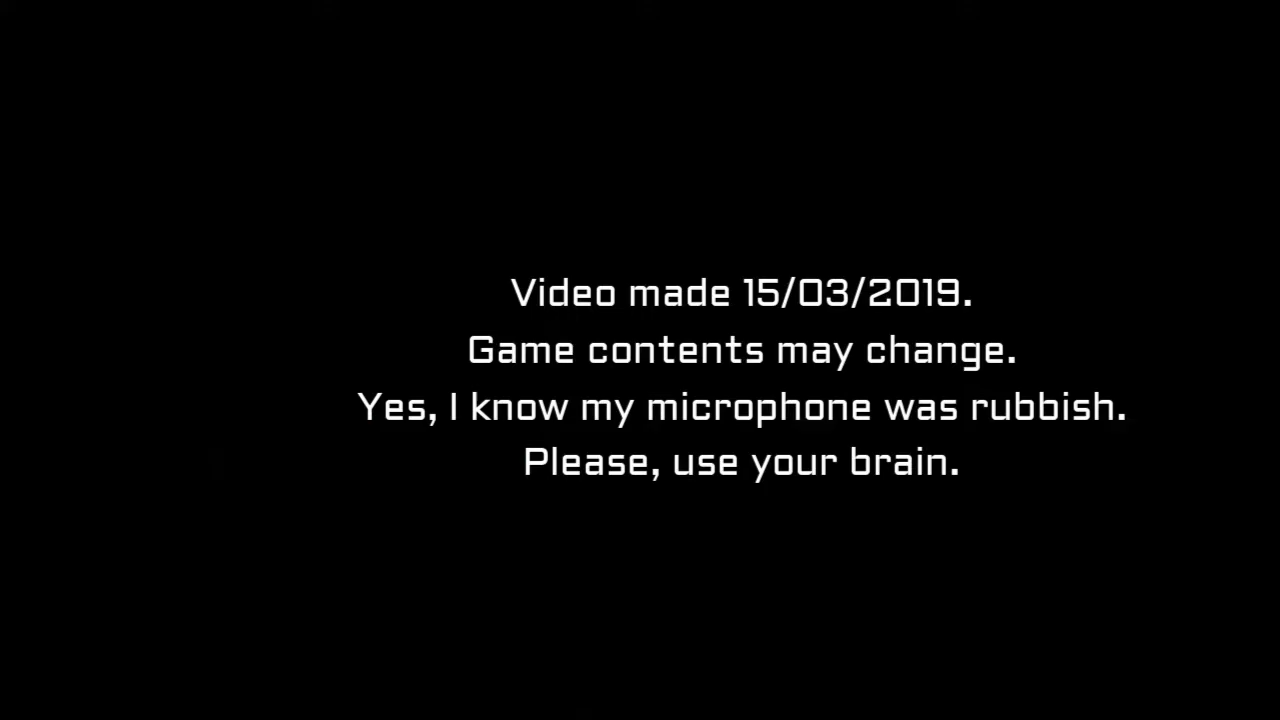 Video made 15/03/2019.
Game contents may change.
Yes, I know my microphone was rubbish.
Please, use your brain.